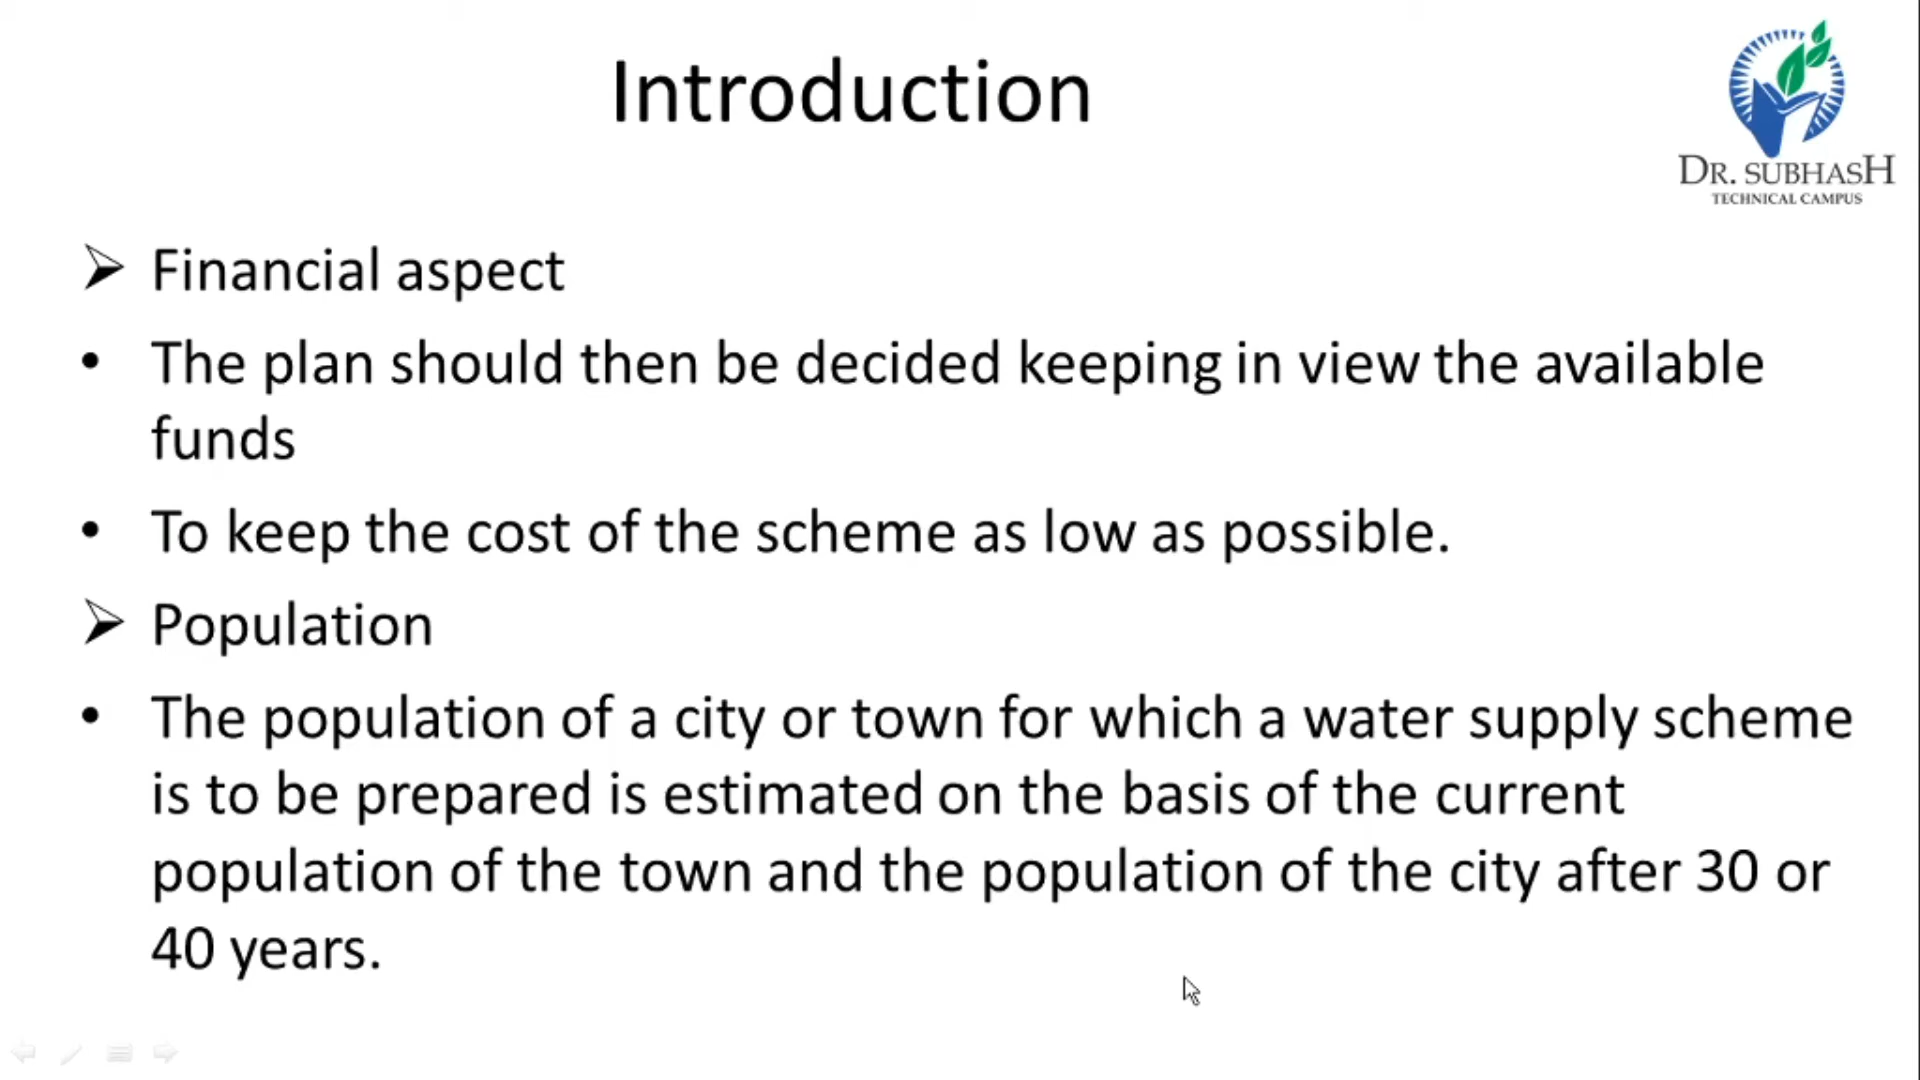 Introduction
DR. SUBHASH
TECHNICAL CAMPUS
➢ Financial aspect
• The plan should then be decided keeping in view the available
funds
• To keep the cost of the scheme as low as possible.
➢ Population
• The population of a city or town for which a water supply scheme
is to be prepared is estimated on the basis of the current
population of the town and the population of the city after 30 or
40 years.